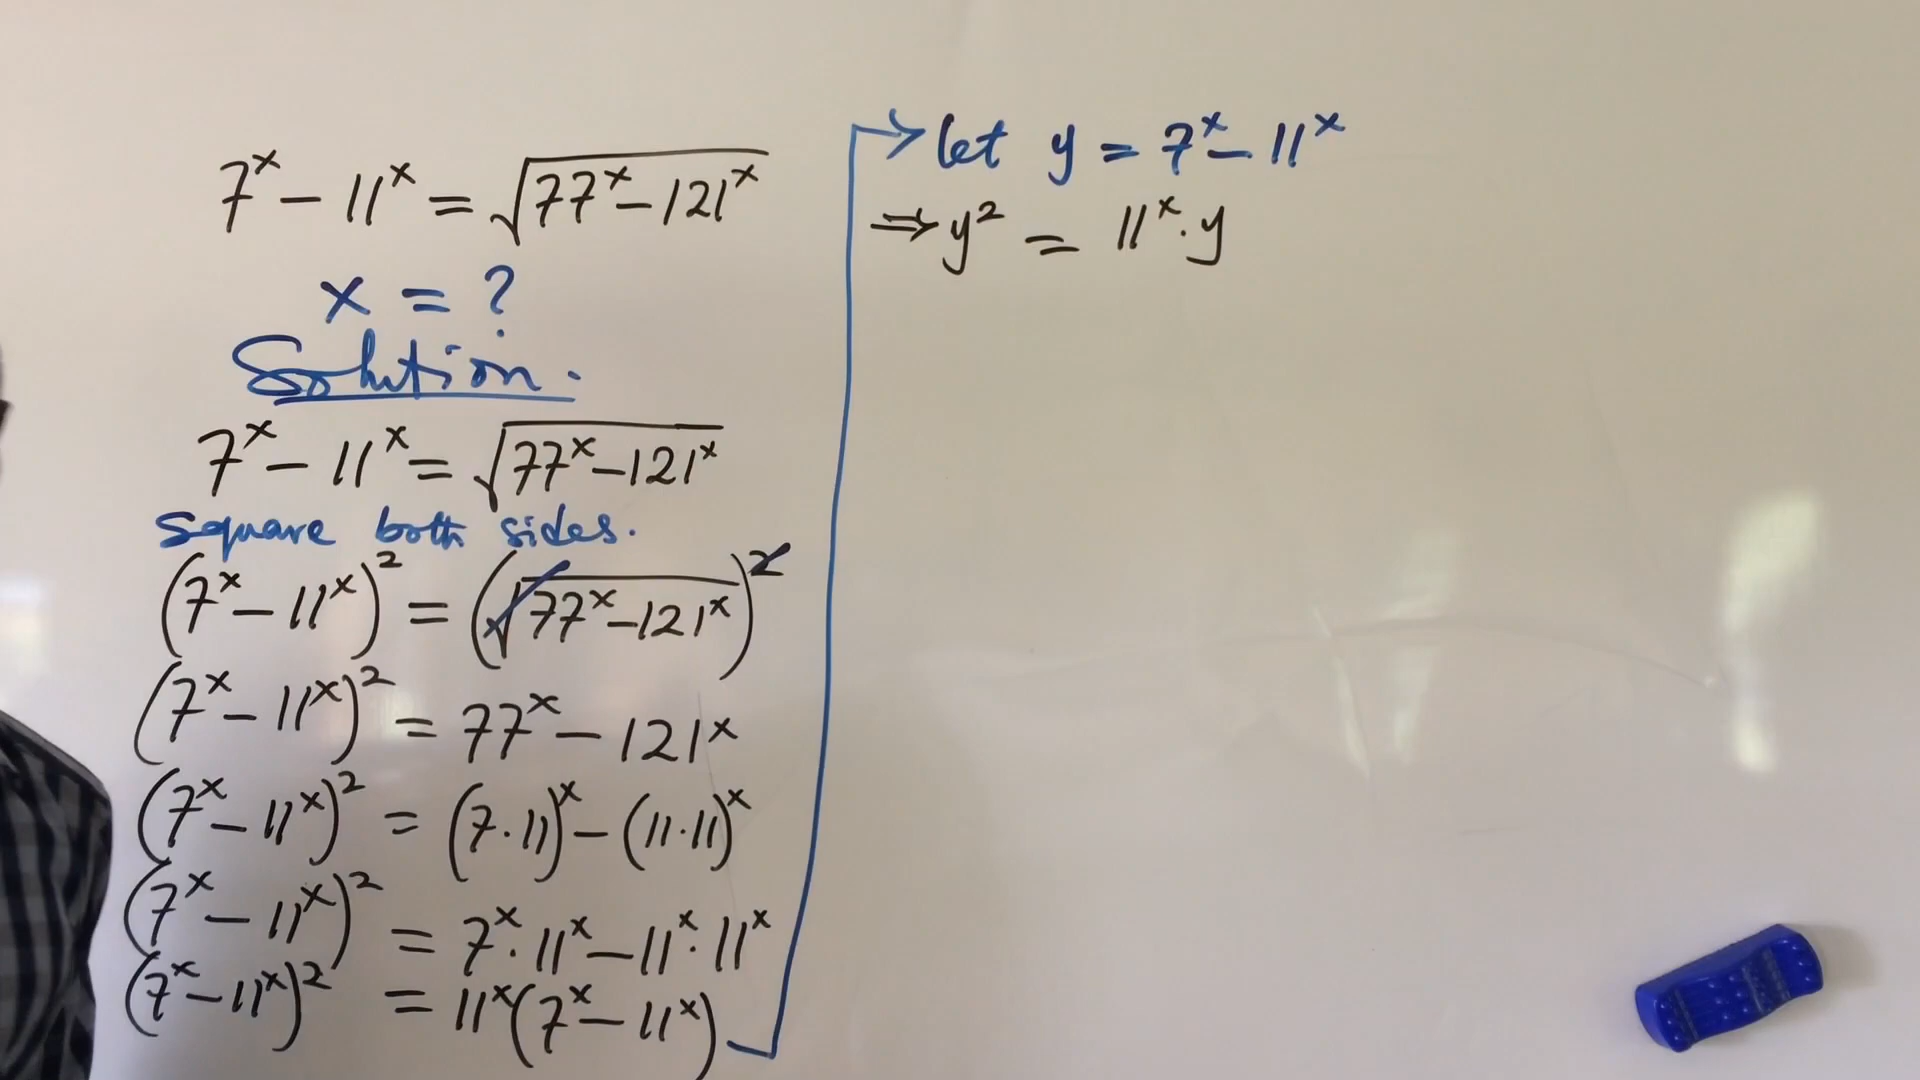 7ˣ − 11ˣ = √(77ˣ − 121ˣ)
x = ?
Solution.
7ˣ − 11ˣ = √(77ˣ − 121ˣ)
Square both sides.
(7ˣ − 11ˣ)² = (√(77ˣ − 121ˣ))²
(7ˣ − 11ˣ)² = 77ˣ − 121ˣ
(7ˣ − 11ˣ)² = (7·11)ˣ − (11·11)ˣ
(7ˣ − 11ˣ)² = 7ˣ·11ˣ − 11ˣ·11ˣ
(7ˣ − 11ˣ)² = 11ˣ(7ˣ − 11ˣ)
let y = 7ˣ − 11ˣ
⇒ y² = 11ˣ·y